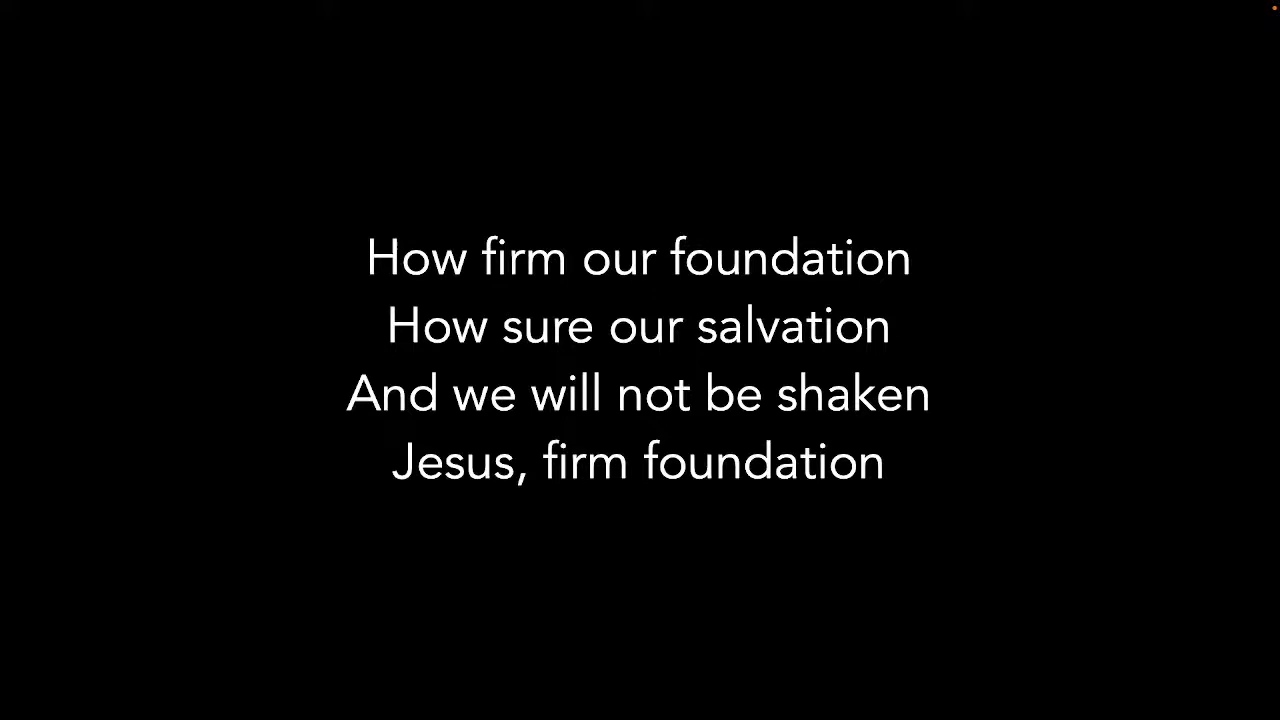 How firm our foundation
How sure our salvation
And we will not be shaken
Jesus, firm foundation